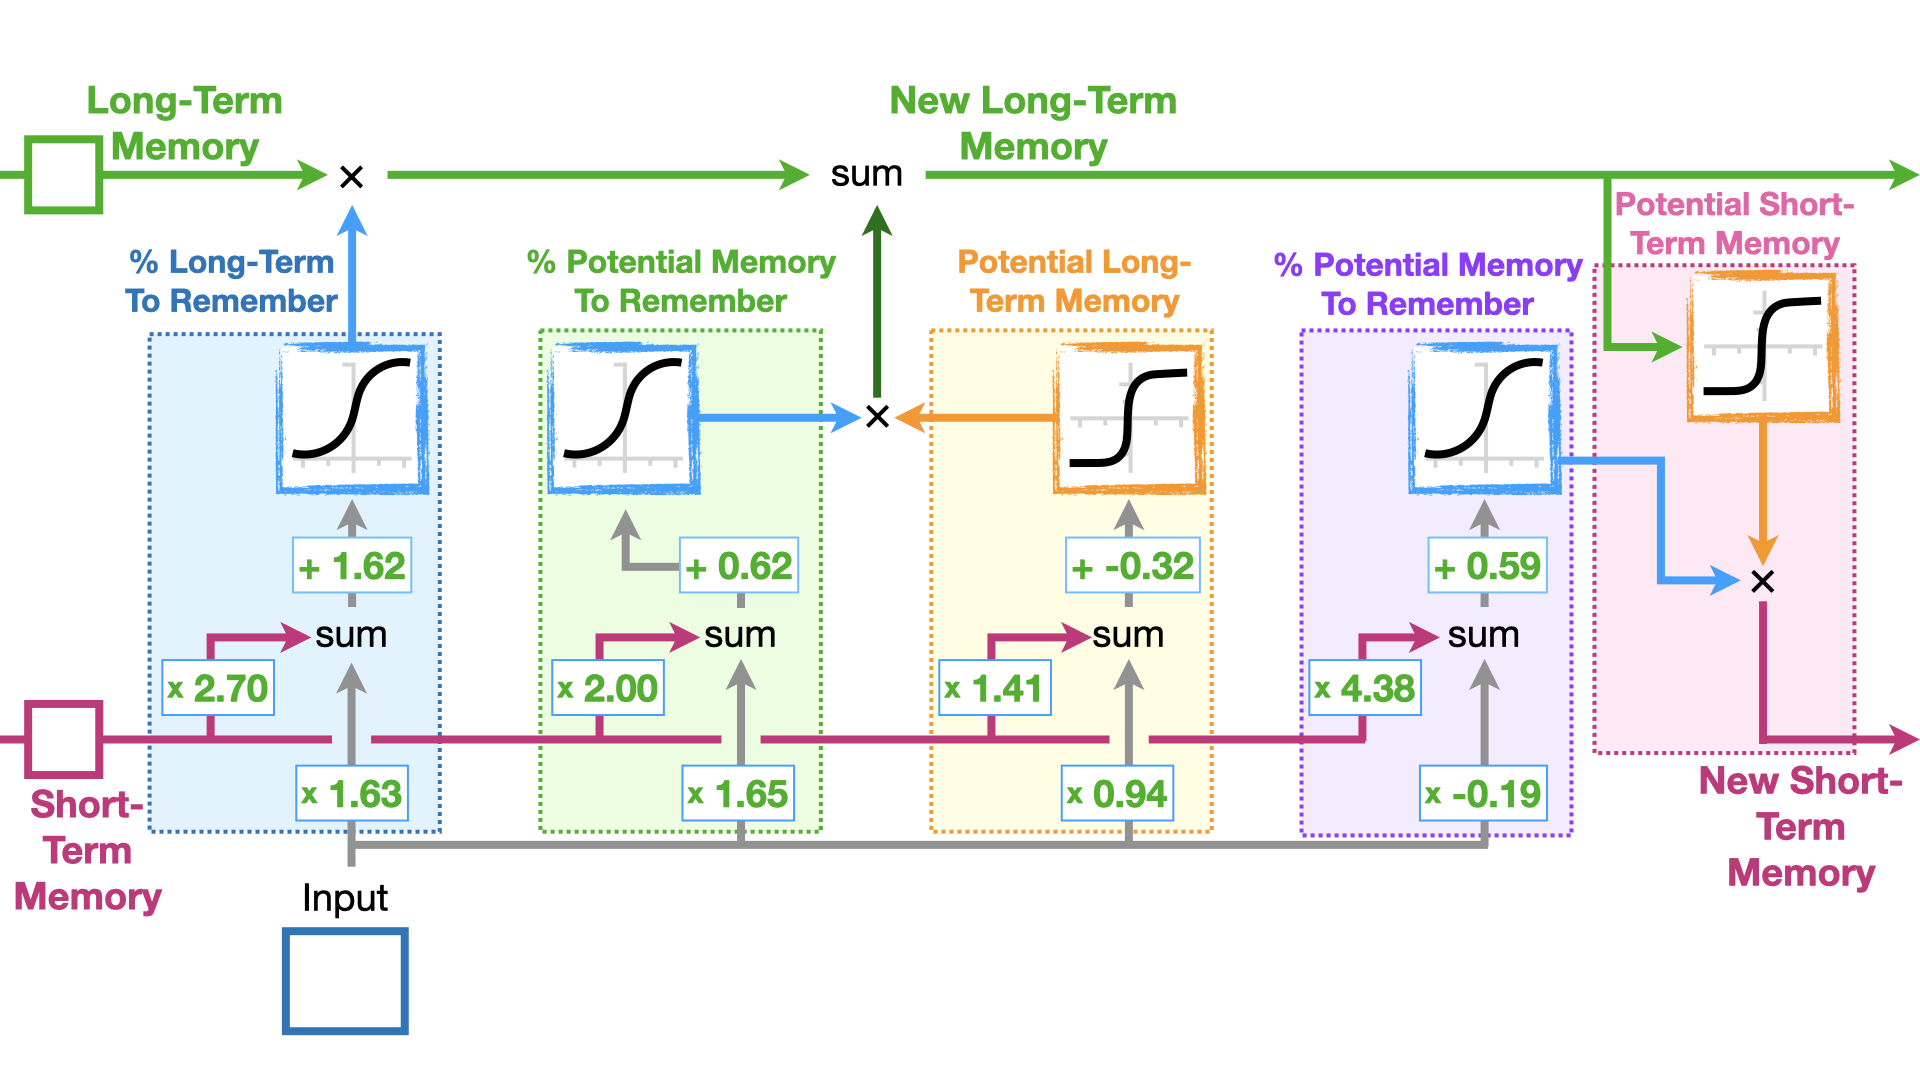 Long-Term
Memory
×
sum
New Long-Term
Memory
% Long-Term
To Remember
% Potential Memory
To Remember
Potential Long-
Term Memory
% Potential Memory
To Remember
Potential Short-
Term Memory
×
×
+ 1.62
+ 0.62
+ -0.32
+ 0.59
sum
sum
sum
sum
x 2.70
x 2.00
x 1.41
x 4.38
x 1.63
x 1.65
x 0.94
x -0.19
Short-
Term
Memory
New Short-
Term
Memory
Input